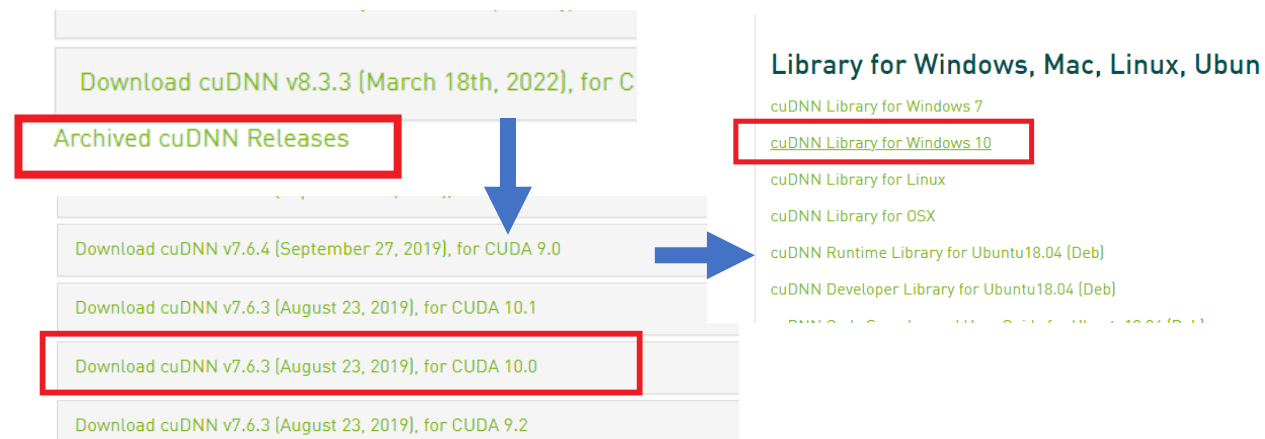 Download cuDNN v8.3.3 (March 18th, 2022), for C
Archived cuDNN Releases
Download cuDNN v7.6.4 (September 27, 2019), for CUDA 9.0
Download cuDNN v7.6.3 (August 23, 2019), for CUDA 10.1
Download cuDNN v7.6.3 (August 23, 2019), for CUDA 10.0
Download cuDNN v7.6.3 (August 23, 2019), for CUDA 9.2
Library for Windows, Mac, Linux, Ubun
cuDNN Library for Windows 7
cuDNN Library for Windows 10
cuDNN Library for Linux
cuDNN Library for OSX
cuDNN Runtime Library for Ubuntu18.04 (Deb)
cuDNN Developer Library for Ubuntu18.04 (Deb)